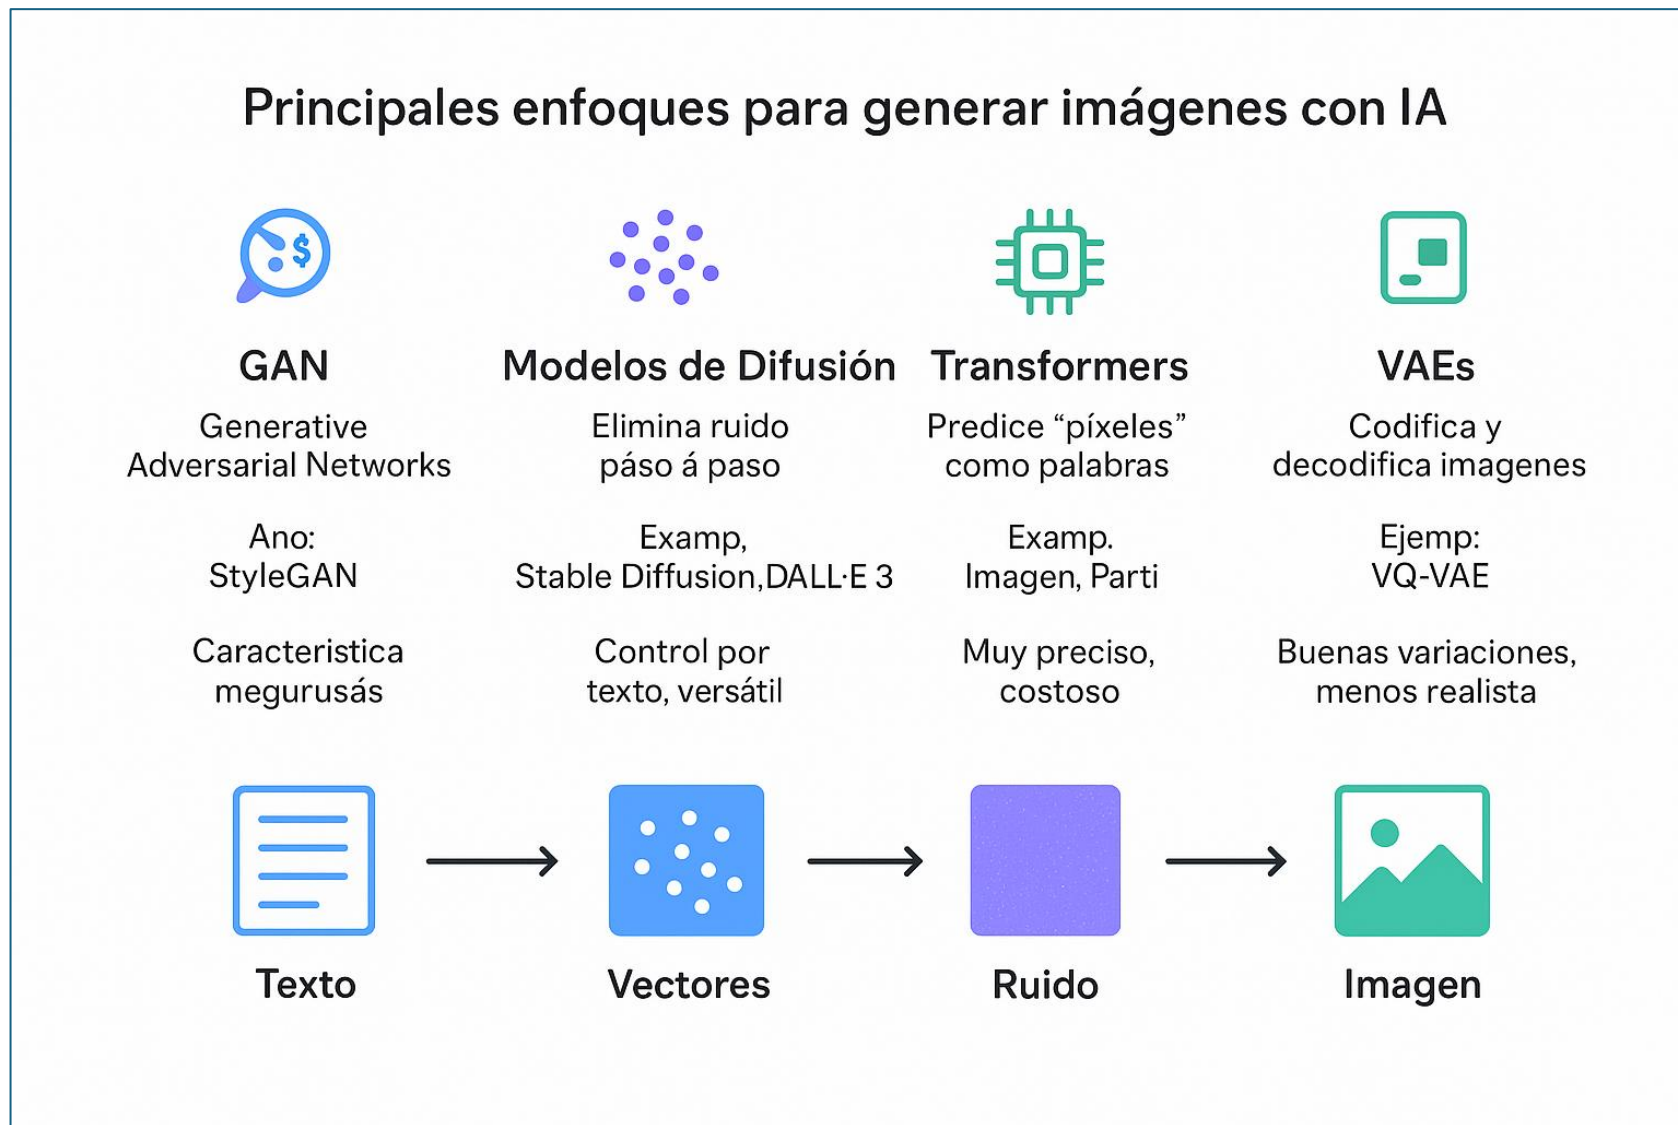 Principales enfoques para generar imágenes con IA
$
GAN
Generative
Adversarial Networks
Ano:
StyleGAN
Caracteristica
megurusás
Modelos de Difusión
Elimina ruido
páso á paso
Examp,
Stable Diffusion,DALL·E 3
Control por
texto, versátil
Transformers
Predice “píxeles”
como palabras
Examp.
Imagen, Parti
Muy preciso,
costoso
VAEs
Codifica y
decodifica imagenes
Ejemp:
VQ-VAE
Buenas variaciones,
menos realista
Texto
Vectores
Ruido
Imagen